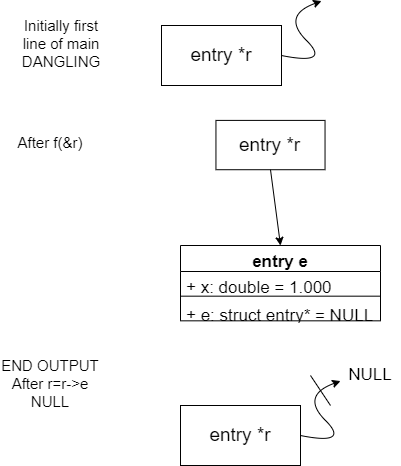 Initially first
line of main
DANGLING
entry *r
After f(&r)
entry *r
entry e
+ x: double = 1.000
+ e: struct entry* = NULL
END OUTPUT
After r=r->e
NULL
NULL
entry *r